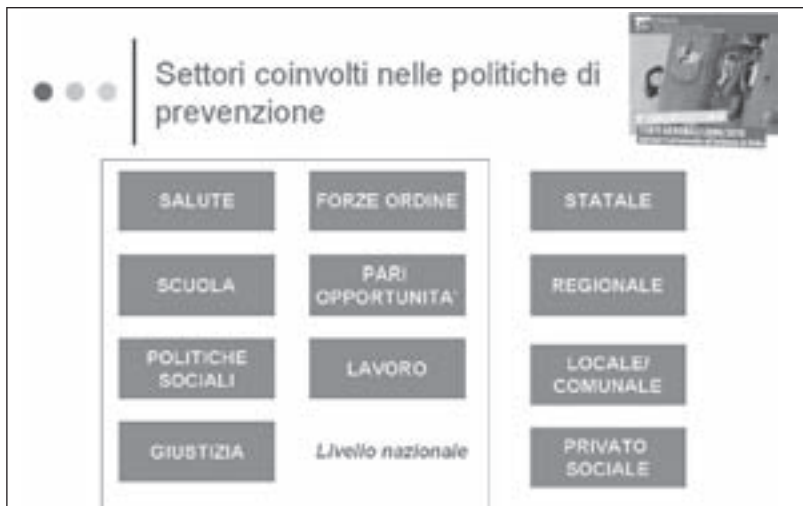 Settori coinvolti nelle politiche di
prevenzione
SALUTE
FORZE ORDINE
STATALE
SCUOLA
PARI
OPPORTUNITA'
REGIONALE
POLITICHE
SOCIALI
LAVORO
LOCALE/
COMUNALE
GIUSTIZIA
Livello nazionale
PRIVATO
SOCIALE